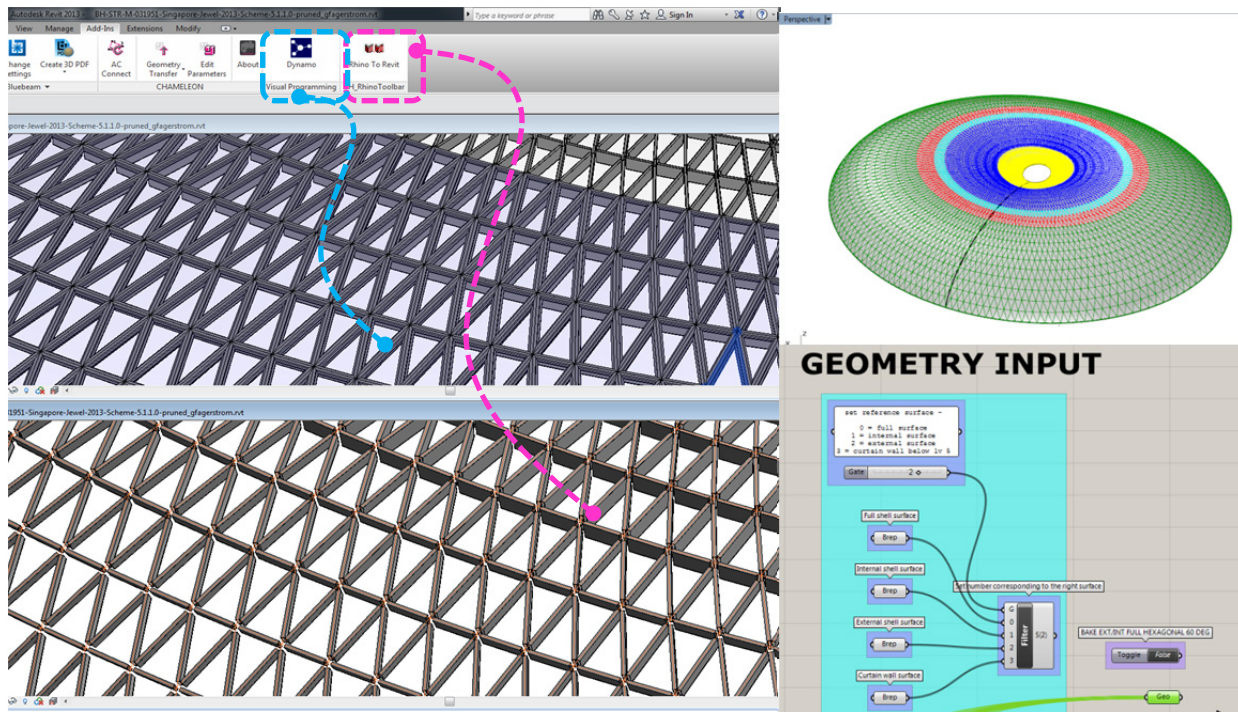 Autodesk Revit 2013 - BH-STR-M-031951-Singapore-Jewel-2013-Scheme-5.1.1.0-pruned_gfagerstrom.rvt
Type a keyword or phrase
Sign In
View Manage Add-Ins Extensions Modify
Create 3D PDF
AC Connect
Geometry Transfer
Edit Parameters
About
Dynamo
Rhino To Revit
Bluebeam
CHAMELEON
Visual Programming
H_RhinoToolbar
pore-Jewel-2013-Scheme-5.1.1.0-pruned_gfagerstrom.rvt
31951-Singapore-Jewel-2013-Scheme-5.1.1.0-pruned_gfagerstrom.rvt
Perspective
z
x
GEOMETRY INPUT
set reference surface -
0 = full surface
1 = internal surface
2 = external surface
3 = curtain wall below lv 5
Gate 2
Full shell surface
Brep
Internal shell surface
Brep
External shell surface
Brep
Curtain wall surface
Brep
Set number corresponding to the right surface
G
0
1
2
3
Filter
S(2)
BAKE EXT/INT FULL HEXAGONAL 60 DEG
Toggle False
Geo